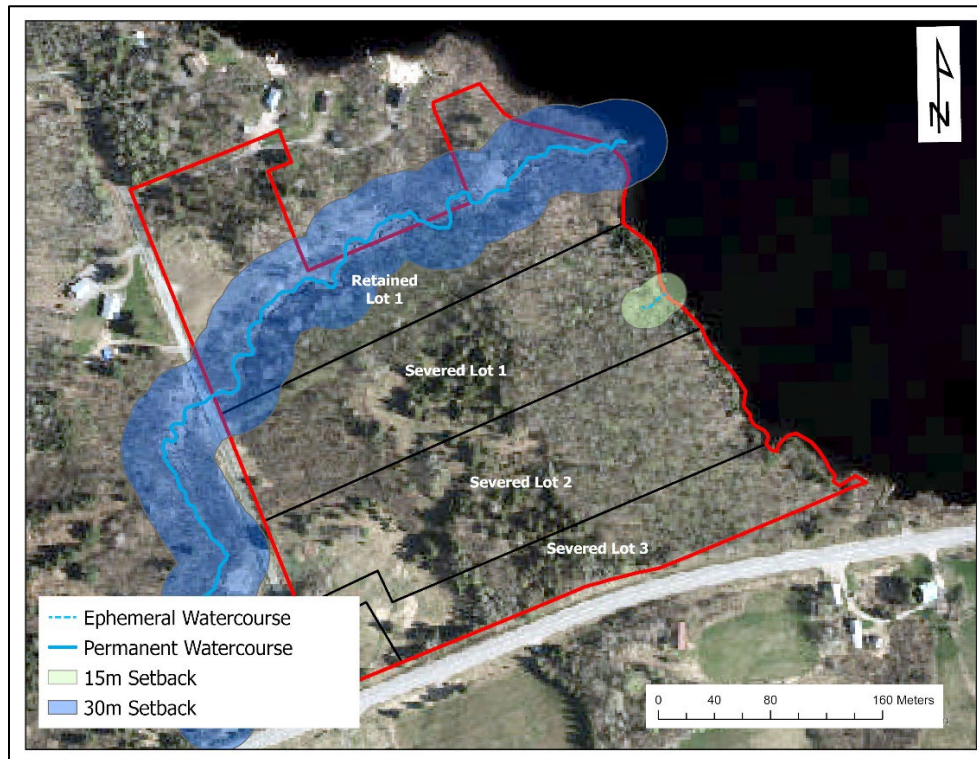 N
Retained
Lot 1
Severed Lot 1
Severed Lot 2
Severed Lot 3
Ephemeral Watercourse
Permanent Watercourse
15m Setback
30m Setback
0 40 80 160 Meters